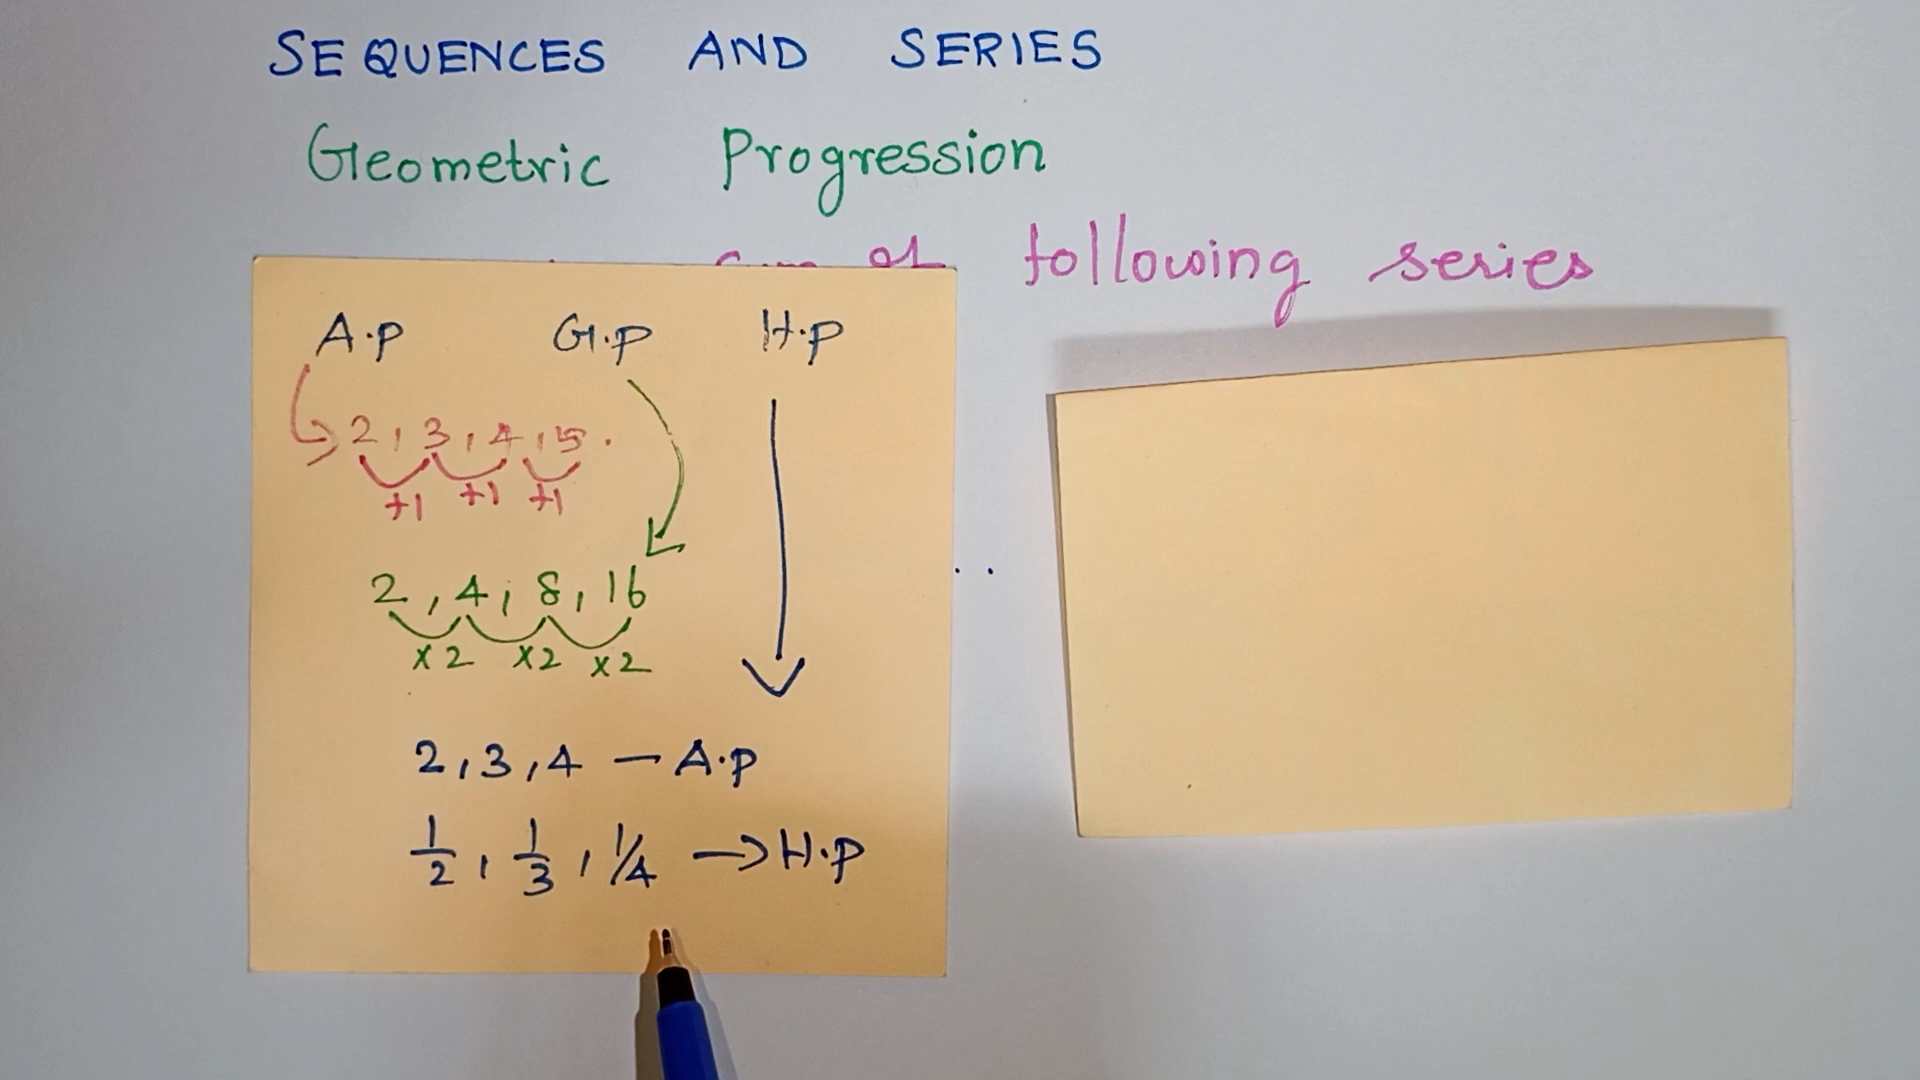 SEQUENCES AND SERIES
Geometric Progression
of following series
A.p G.p H.p
2, 3, 4, 5.
+1 +1 +1
2, 4, 8, 16
x2 x2 x2
2, 3, 4 — A.p
1/2, 1/3, 1/4 → H.p